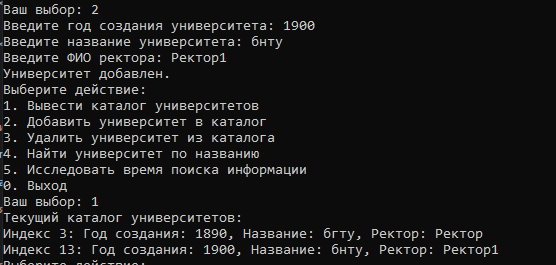 Ваш выбор: 2
Введите год создания университета: 1900
Введите название университета: бнту
Введите ФИО ректора: Ректор1
Университет добавлен.
Выберите действие:
1. Вывести каталог университетов
2. Добавить университет в каталог
3. Удалить университет из каталога
4. Найти университет по названию
5. Исследовать время поиска информации
0. Выход
Ваш выбор: 1
Текущий каталог университетов:
Индекс 3: Год создания: 1890, Название: бгту, Ректор: Ректор
Индекс 13: Год создания: 1900, Название: бнту, Ректор: Ректор1
Выберите действие: